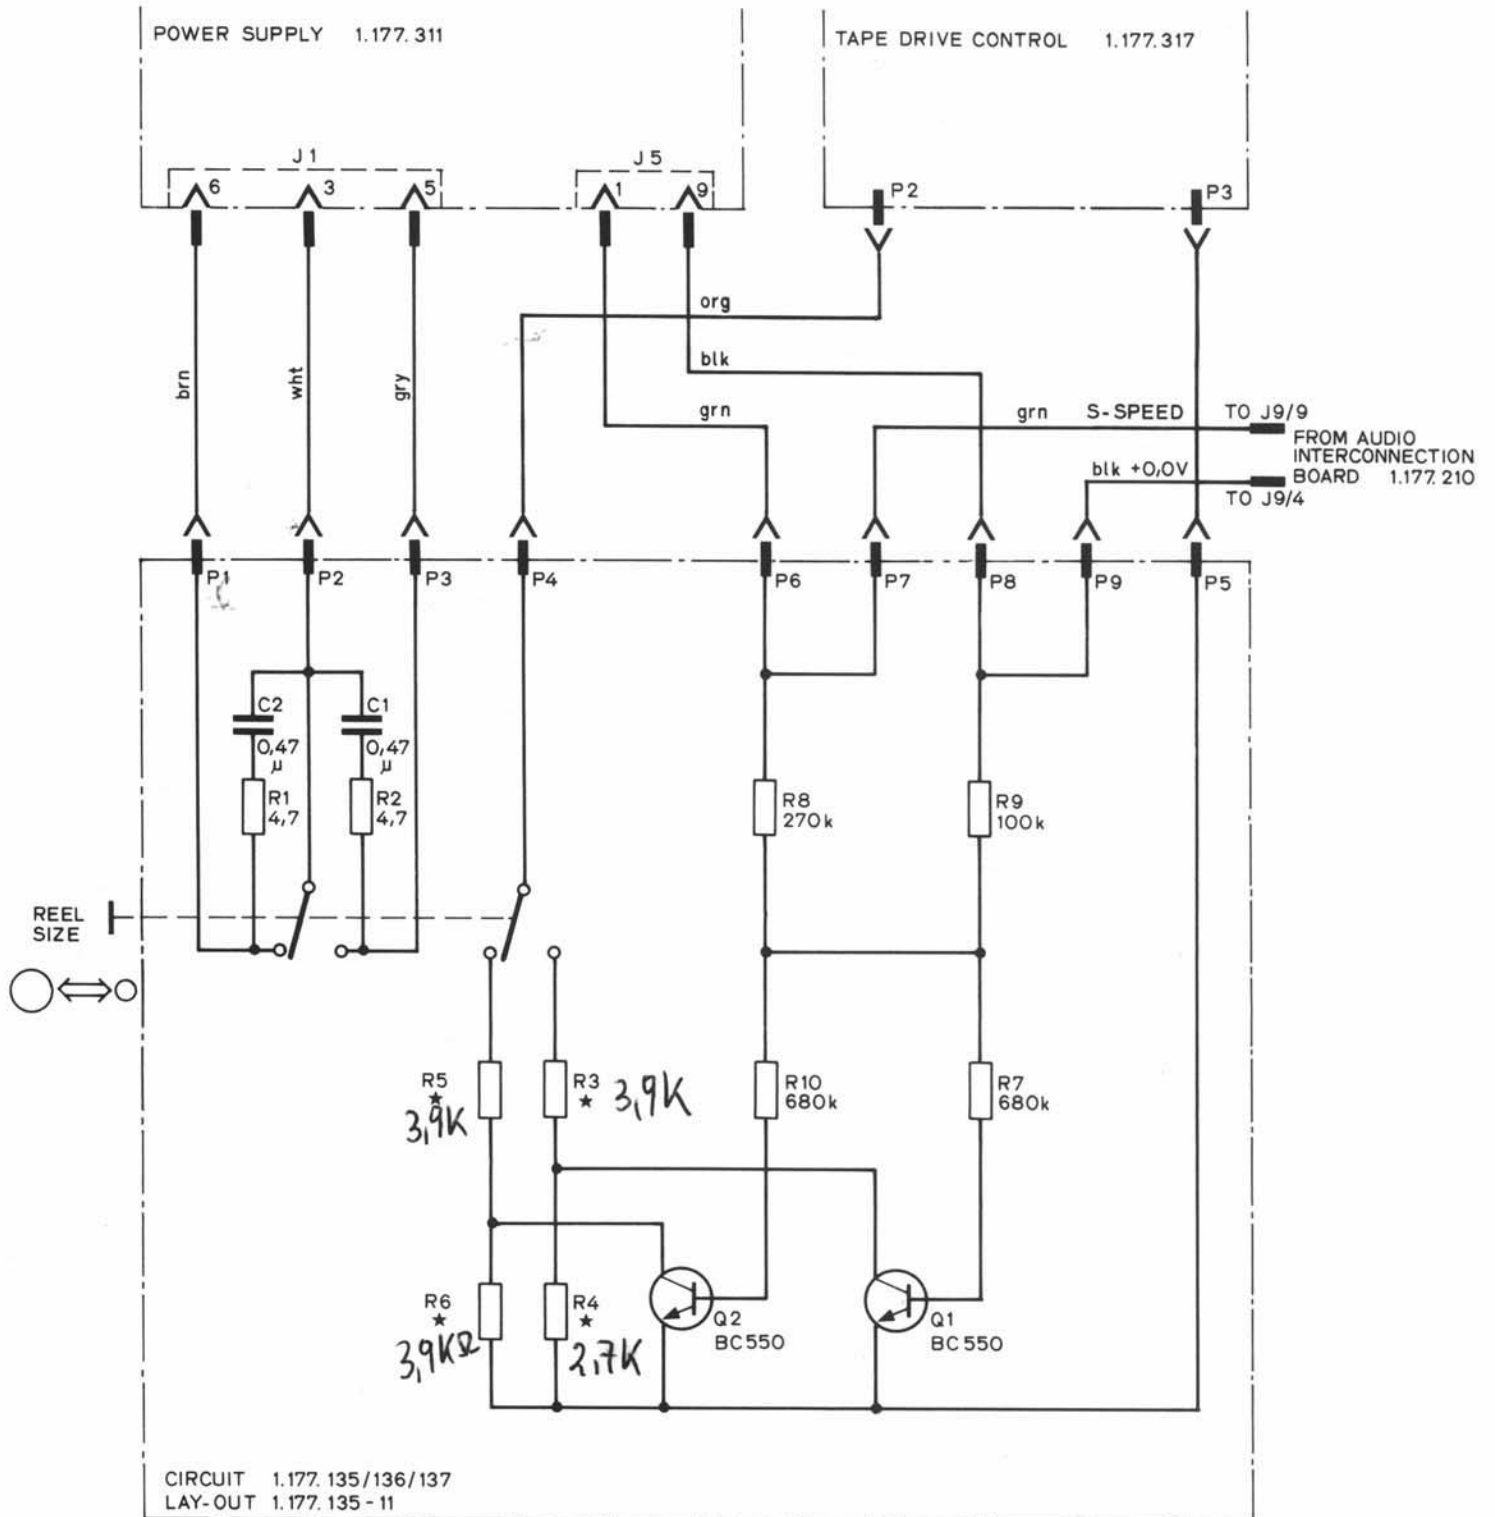 POWER SUPPLY 1.177.311
TAPE DRIVE CONTROL 1.177.317
J1
J5
6
3
5
1
9
P2
P3
org
blk
brn
wht
gry
grn
grn S-SPEED TO J9/9
FROM AUDIO
INTERCONNECTION
BOARD 1.177.210
blk +0,0V
TO J9/4
P1
P2
P3
P4
P6
P7
P8
P9
P5
C2
0,47
µ
C1
0,47
µ
R1
4,7
R2
4,7
R8
270k
R9
100k
REEL
SIZE
R5
★
3,9K
R3
★ 3,9K
R10
680k
R7
680k
R6
★
3,9KΩ
R4
★
2,7K
Q2
BC550
Q1
BC550
CIRCUIT 1.177.135/136/137
LAY-OUT 1.177.135-11